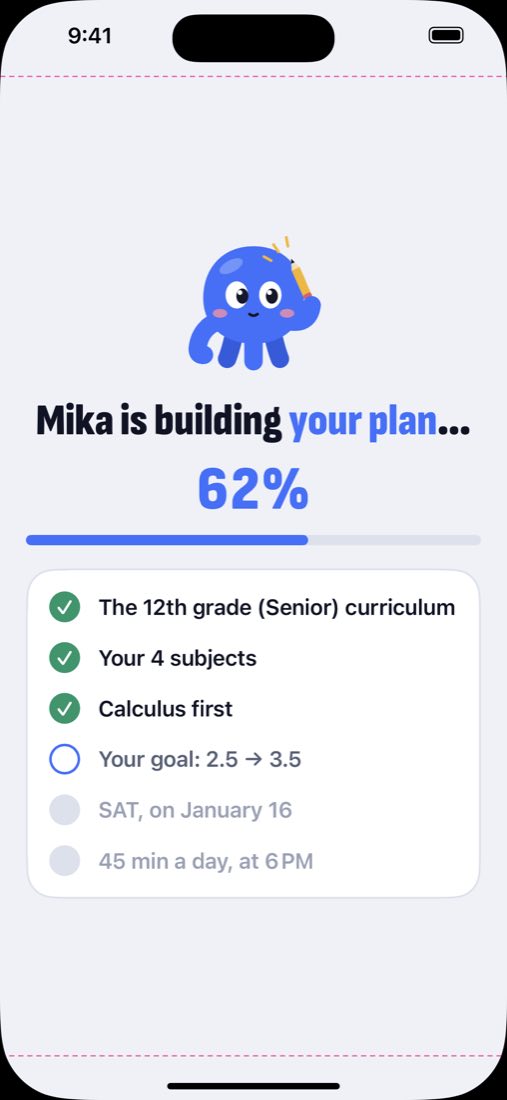 9:41
Mika is building your plan...
62%
The 12th grade (Senior) curriculum
Your 4 subjects
Calculus first
Your goal: 2.5 → 3.5
SAT, on January 16
45 min a day, at 6 PM